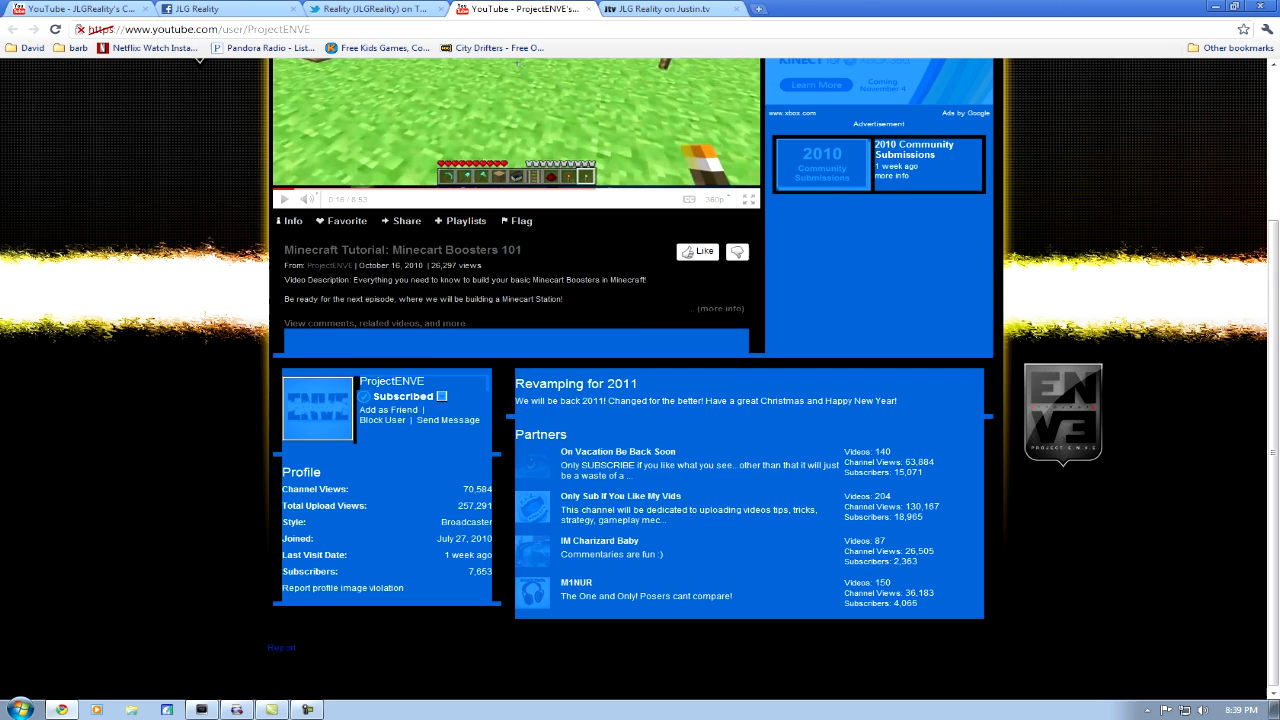 YouTube - JLGReality's C...
JLG Reality
Reality (JLGReality) on T...
YouTube - ProjectENVE's...
JLG Reality on Justin.tv
https://www.youtube.com/user/ProjectENVE
David
barb
Netflix: Watch Insta...
Pandora Radio - List...
Free Kids Games, Co...
City Drifters - Free O...
Other bookmarks
KINECT for XBOX 360
Learn More
Coming November 4
www.xbox.com
Ads by Google
Advertisement
2010
Community
Submissions
2010 Community
Submissions
1 week ago
more info
0:16 / 8:53
CC
360p
Info
Favorite
Share
Playlists
Flag
Minecraft Tutorial: Minecart Boosters 101
Like
From: ProjectENVE | October 16, 2010 | 26,297 views
Video Description: Everything you need to know to build your basic Minecart Boosters in Minecraft!
Be ready for the next episode, where we will be building a Minecart Station!
... (more info)
View comments, related videos, and more
ENVE
ProjectENVE
Subscribed
Add as Friend |
Block User | Send Message
Profile
Channel Views: 70,584
Total Upload Views: 257,291
Style: Broadcaster
Joined: July 27, 2010
Last Visit Date: 1 week ago
Subscribers: 7,653
Report profile image violation
Revamping for 2011
We will be back 2011! Changed for the better! Have a great Christmas and Happy New Year!
Partners
On Vacation Be Back Soon
Only SUBSCRIBE if you like what you see...other than that it will just
be a waste of a ...
Videos: 140
Channel Views: 63,884
Subscribers: 15,071
Only Sub If You Like My Vids
This channel will be dedicated to uploading videos tips, tricks,
strategy, gameplay mec...
Videos: 204
Channel Views: 130,167
Subscribers: 18,965
IM Charizard Baby
Commentaries are fun :)
Videos: 87
Channel Views: 26,505
Subscribers: 2,363
M1NUR
The One and Only! Posers cant compare!
Videos: 150
Channel Views: 36,183
Subscribers: 4,066
EN
V3
PROJECT E.N.V.E
Report
8:39 PM